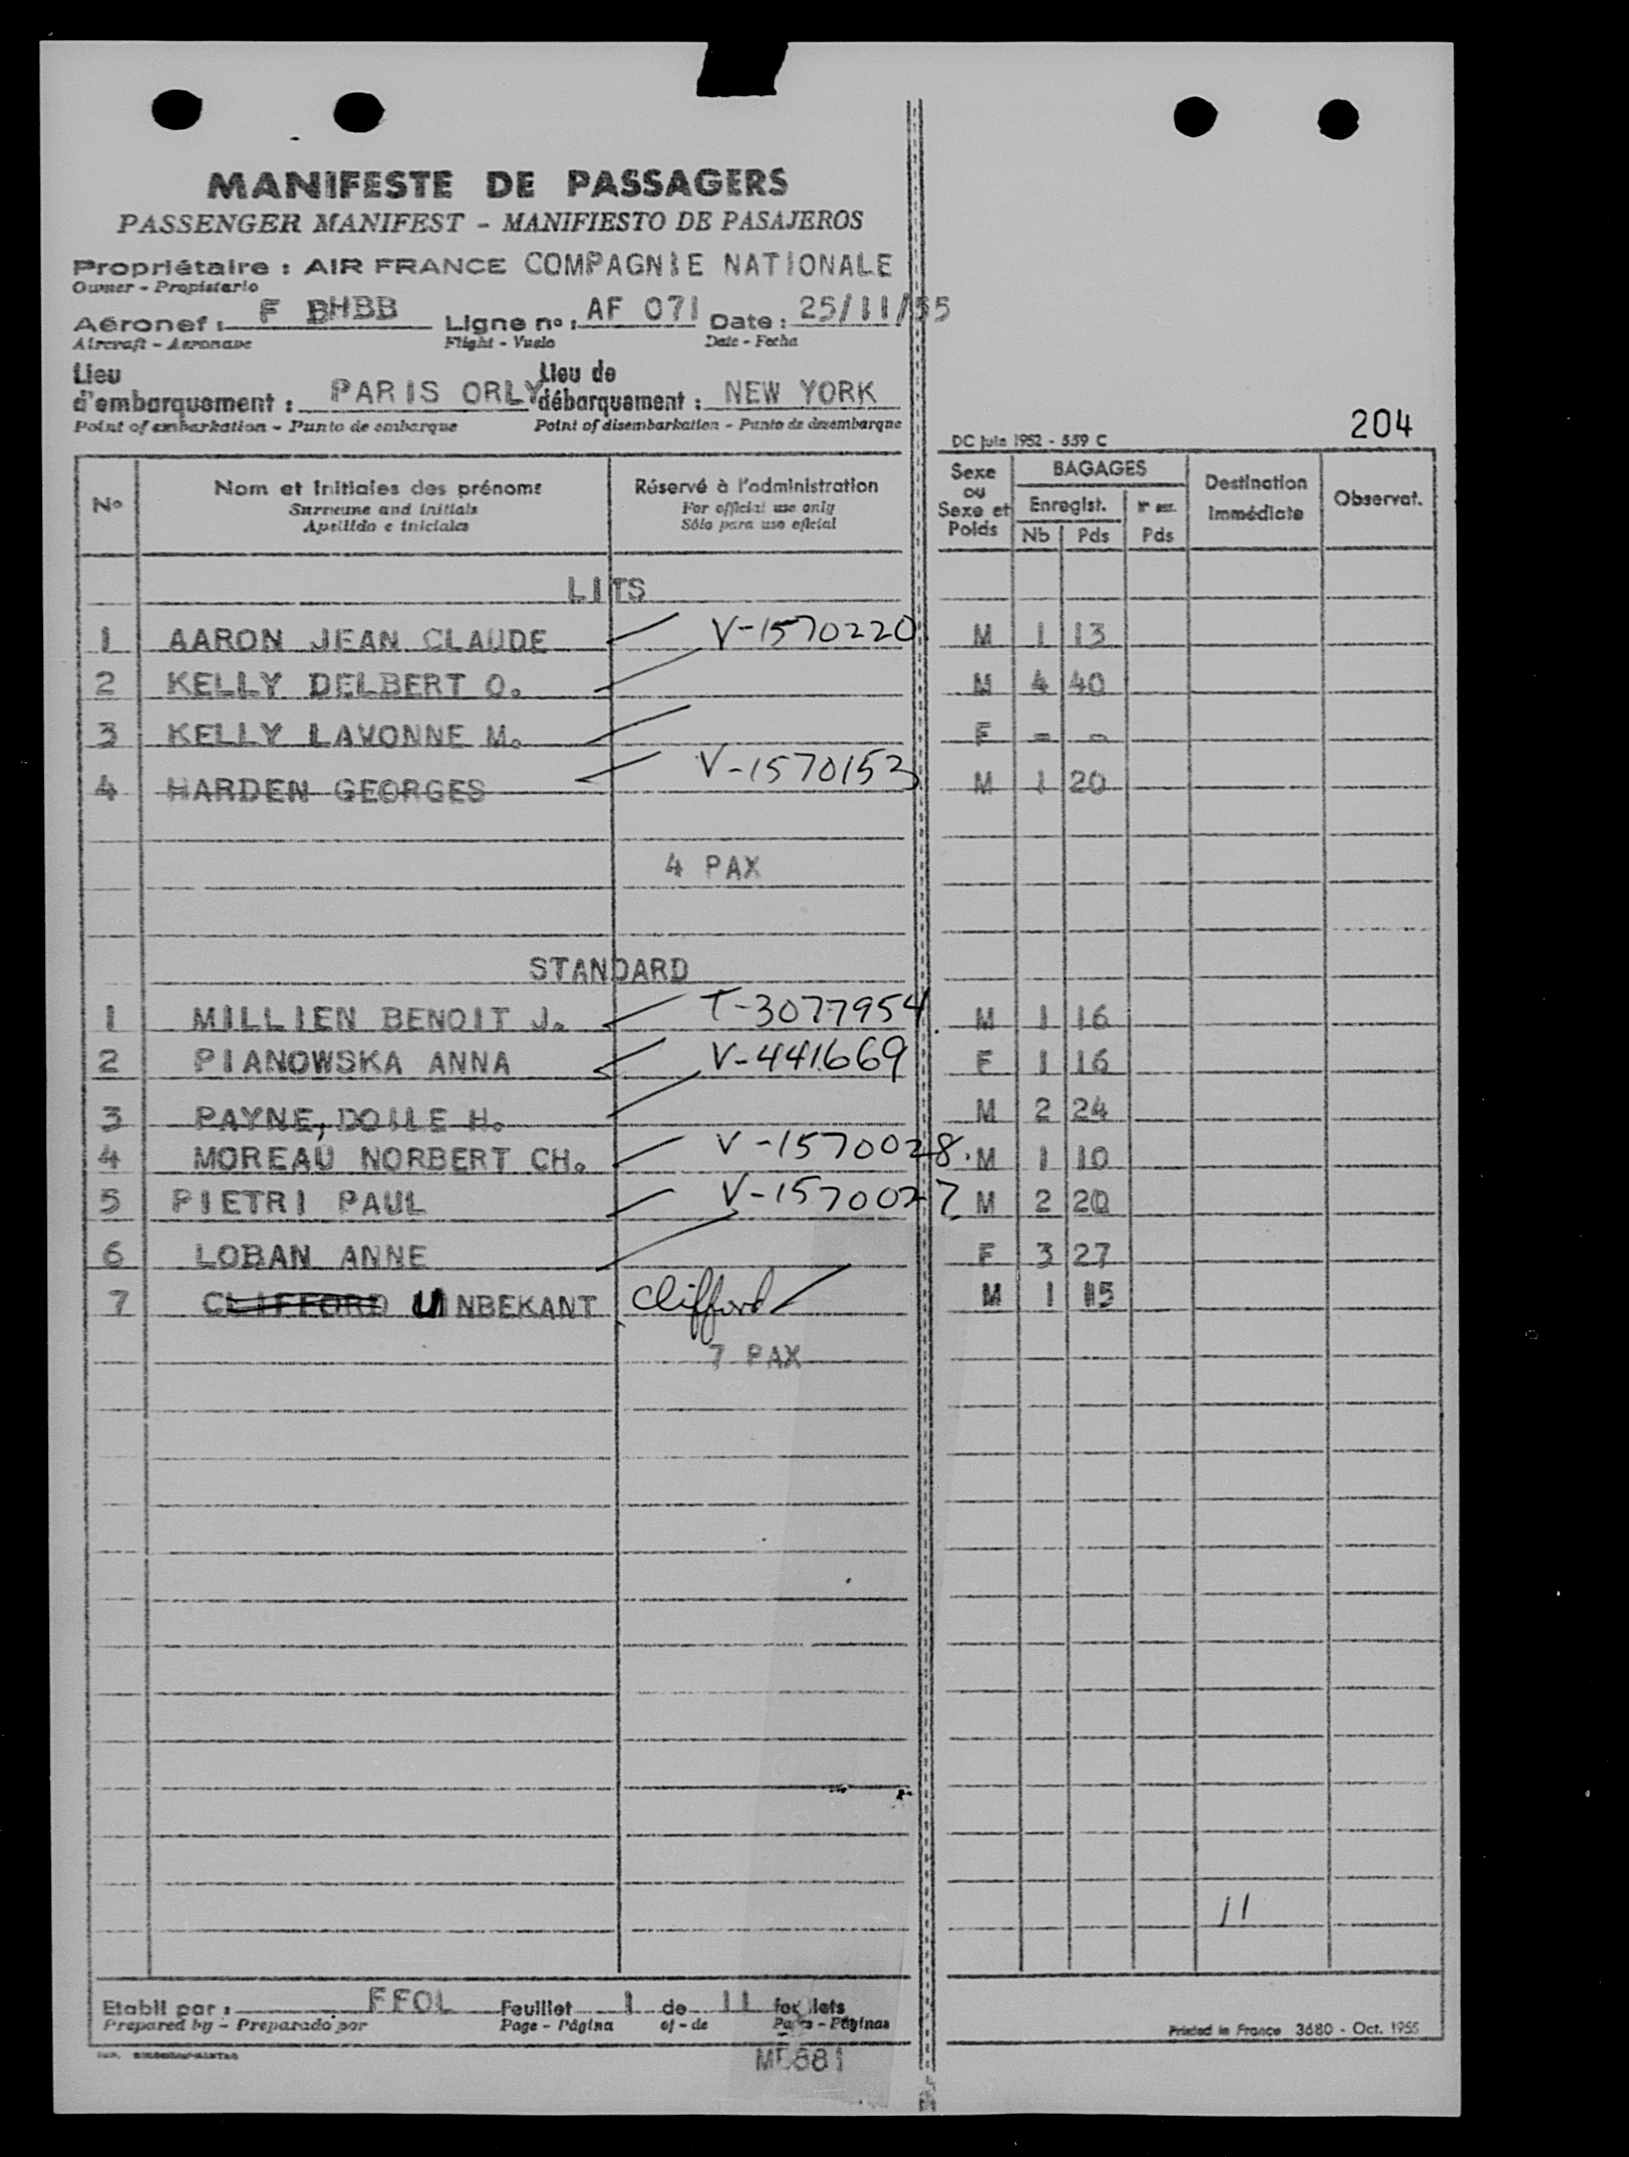 MANIFESTE DE PASSAGERS
PASSENGER MANIFEST - MANIFIESTO DE PASAJEROS
Propriétaire : AIR FRANCE COMPAGNIE NATIONALE
Owner - Propietario
Aéronef : F BHBB Ligne nº : AF 071 Date : 25/11/55
Aircraft - Aeronave Flight - Vuelo Date - Fecha
Lieu d'embarquement : PARIS ORLY Lieu de débarquement : NEW YORK
Point of embarkation - Punto de embarque Point of disembarkation - Punto de desembarque
204
DC Juin 1952 - 559 C
Nº Nom et initiales des prénoms Réservé à l'administration Sexe ou Sexe et Poids BAGAGES Destination Immédiate Observat.
Surname and initials For official use only Enregist.
Apellido e iniciales Sólo para uso oficial Nb Pds Pds
LITS
1 AARON JEAN CLAUDE V-1570220 M 1 13
2 KELLY DELBERT O. M 4 40
3 KELLY LAVONNE M. F - -
4 HARDEN GEORGES V-1570153 M 1 20
4 PAX
STANDARD
1 MILLIEN BENOIT J. T-3077954 M 1 16
2 PIANOWSKA ANNA V-441669 F 1 16
3 PAYNE, DOILE H. M 2 24
4 MOREAU NORBERT CH. V-1570028 M 1 10
5 PIETRI PAUL V-1570027 M 2 20
6 LOBAN ANNE F 3 27
7 CLIFFORD UNBEKANT Clifford M 1 15
7 PAX
11
Etabli par : FFOL Feuillet 1 de 11 feuillets
Prepared by - Preparado por Page - Página of - de Pages - Páginas
Printed in France 3680 - Oct. 1955